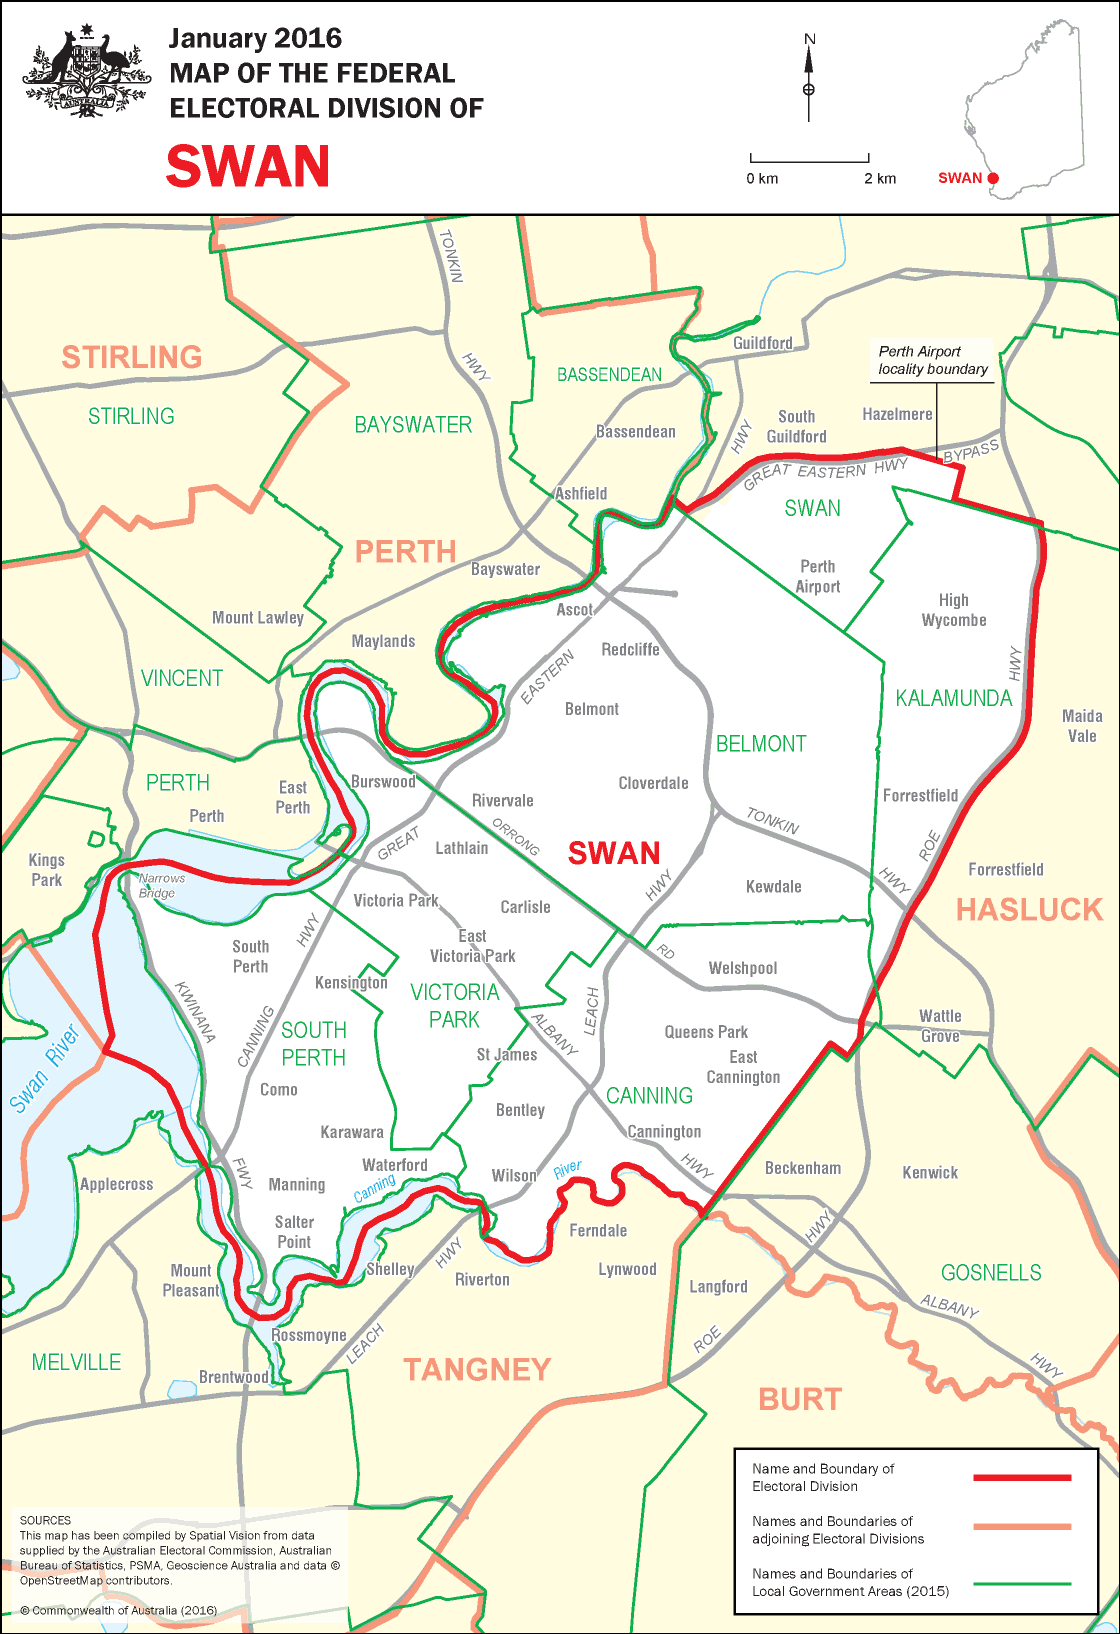 January 2016
MAP OF THE FEDERAL
ELECTORAL DIVISION OF
SWAN
AUSTRALIA
N
0 km
2 km
SWAN
TONKIN
HWY
STIRLING
STIRLING
BAYSWATER
BASSENDEAN
Bassendean
Guildford
Perth Airport
locality boundary
South
Guildford
Hazelmere
HWY
GREAT EASTERN HWY
BYPASS
Ashfield
SWAN
PERTH
Bayswater
Perth
Airport
High
Wycombe
Mount Lawley
Maylands
Ascot
Redcliffe
EASTERN
HWY
VINCENT
KALAMUNDA
Belmont
BELMONT
Maida
Vale
PERTH
East
Perth
Burswood
Cloverdale
Forrestfield
Perth
Rivervale
ORRONG
TONKIN
GREAT
Lathlain
SWAN
ROE
Kings
Park
Narrows
Bridge
Forrestfield
Victoria Park
Carlisle
HWY
Kewdale
HWY
HASLUCK
HWY
East
Victoria Park
South
Perth
RD
Welshpool
Kensington
KWINANA
VICTORIA
PARK
LEACH
Wattle
Grove
SOUTH
PERTH
CANNING
ALBANY
Queens Park
Swan River
St James
East
Cannington
Como
CANNING
Bentley
Karawara
Cannington
Waterford
HWY
Applecross
FWY
Manning
Canning
Wilson
River
Beckenham
Kenwick
Salter
Point
Ferndale
HWY
Mount
Pleasant
Shelley
HWY
Riverton
Lynwood
Langford
GOSNELLS
ALBANY
Rossmoyne
LEACH
ROE
MELVILLE
Brentwood
TANGNEY
HWY
BURT
Name and Boundary of
Electoral Division
Names and Boundaries of
adjoining Electoral Divisions
Names and Boundaries of
Local Government Areas (2015)
SOURCES
This map has been compiled by Spatial Vision from data
supplied by the Australian Electoral Commission, Australian
Bureau of Statistics, PSMA, Geoscience Australia and data ©
OpenStreetMap contributors.
© Commonwealth of Australia (2016)